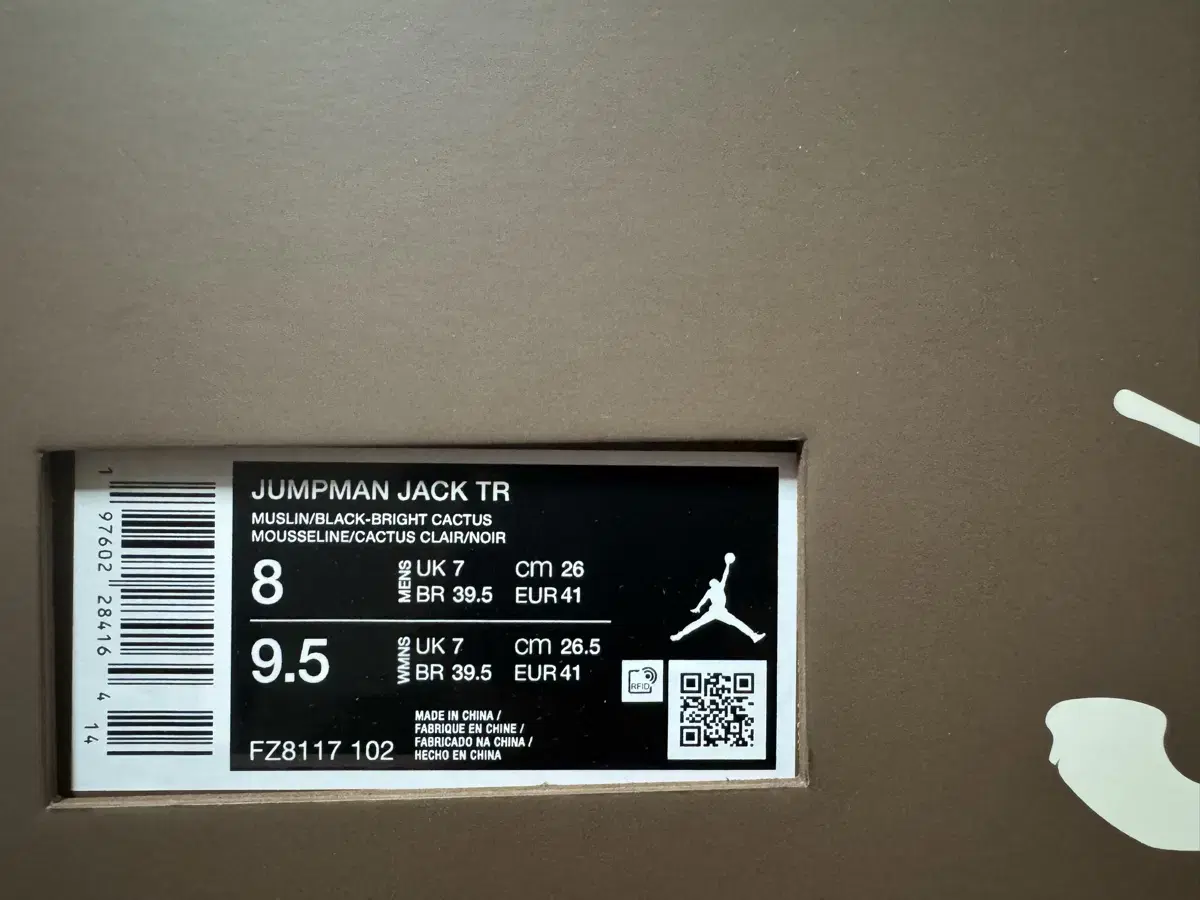 JUMPMAN JACK TR
MUSLIN/BLACK-BRIGHT CACTUS
MOUSSELINE/CACTUS CLAIR/NOIR
8 MENS UK 7 cm 26
BR 39.5 EUR 41
9.5 WMNS UK 7 cm 26.5
BR 39.5 EUR 41
RFID
MADE IN CHINA /
FABRIQUE EN CHINE /
FABRICADO NA CHINA /
HECHO EN CHINA
FZ8117 102
1 97602 28416 4 14